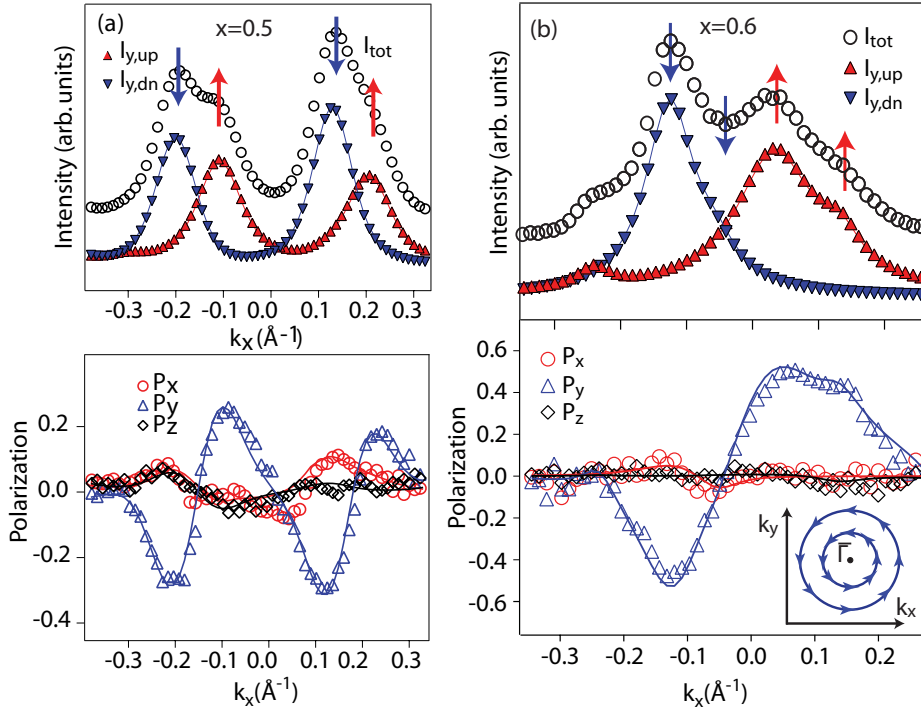 (a)
x=0.5
I_y,up
I_y,dn
I_tot
Intensity (arb. units)
-0.3 -0.2 -0.1 0.0 0.1 0.2 0.3
k_x(Å⁻¹)
(b)
x=0.6
I_tot
I_y,up
I_y,dn
Intensity (arb. units)
P_x
P_y
P_z
Polarization
0.2
0.0
-0.2
-0.4
-0.3 -0.2 -0.1 0.0 0.1 0.2 0.3
k_x(Å⁻¹)
P_x
P_y
P_z
Polarization
0.6
0.4
0.2
0.0
-0.2
-0.4
-0.6
k_y
Γ̄
k_x
-0.3 -0.2 -0.1 0.0 0.1 0.2
k_x(Å⁻¹)